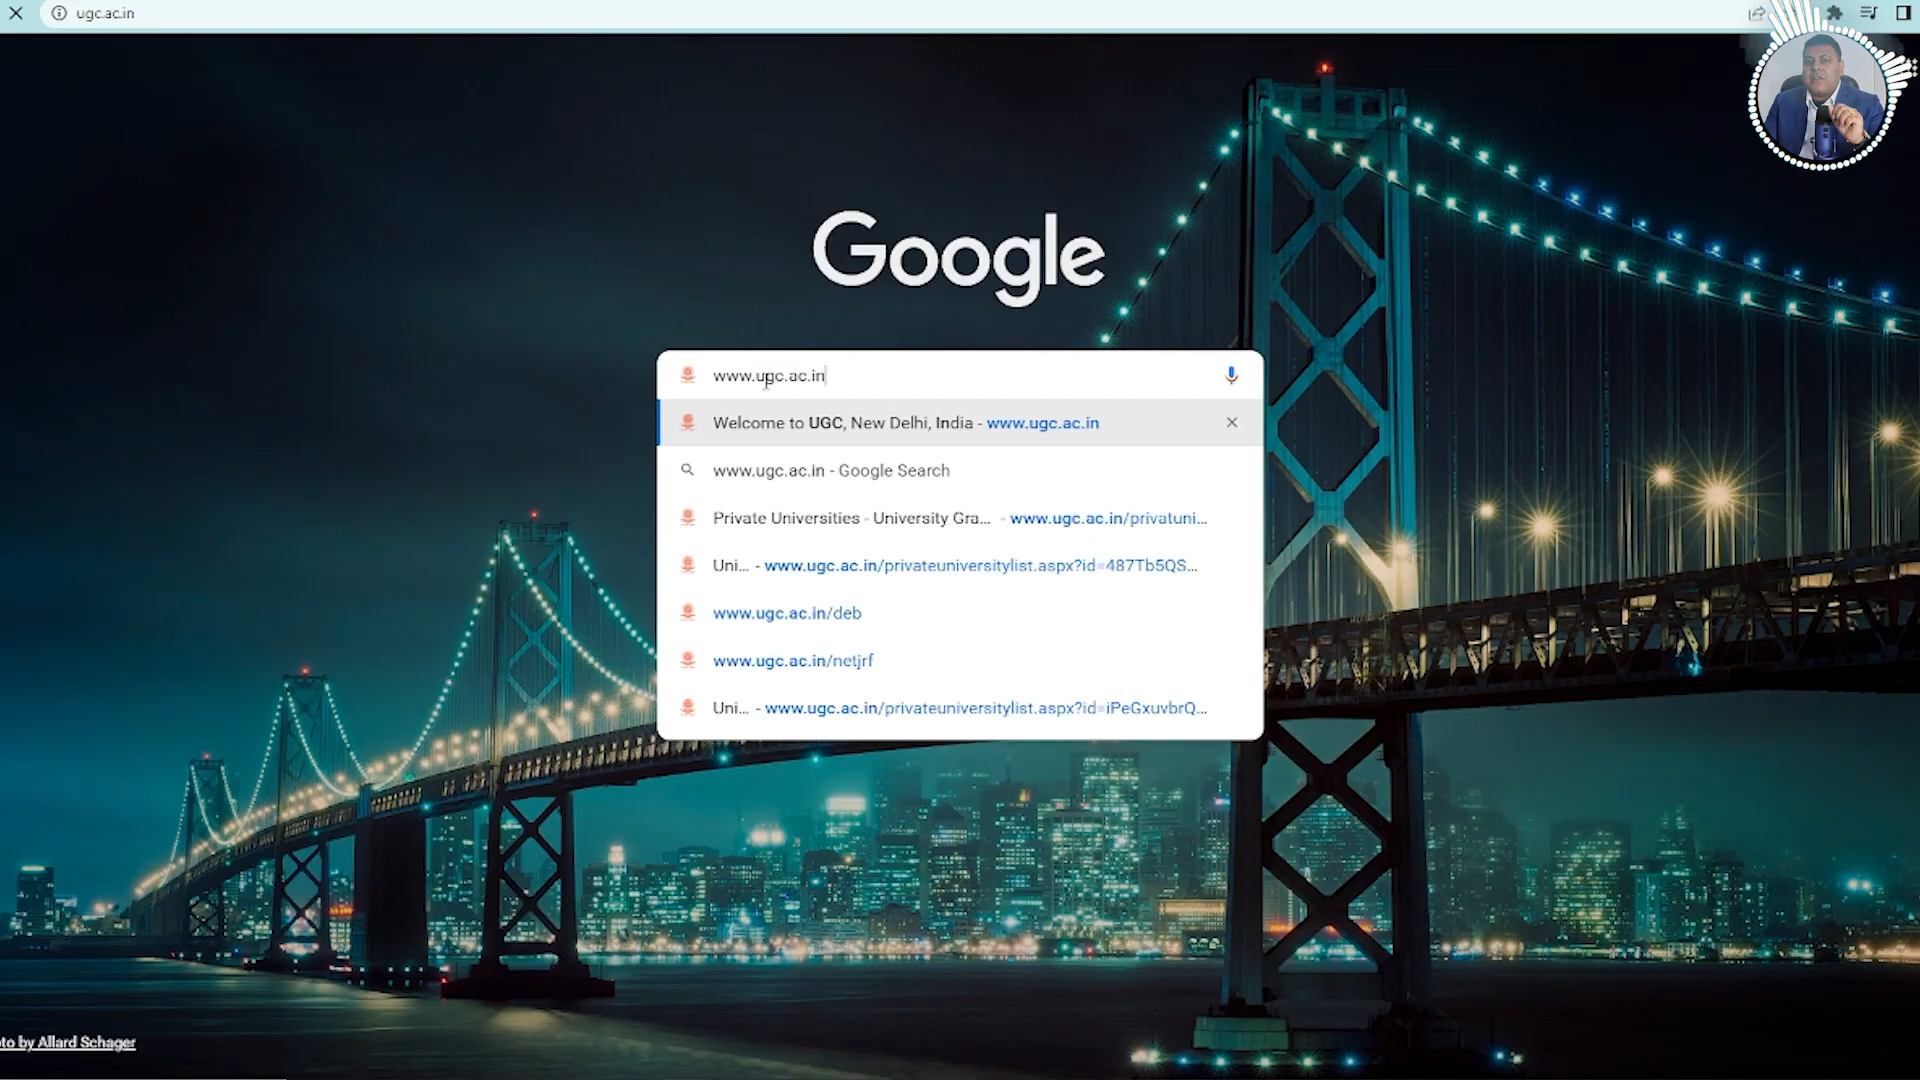 ugc.ac.in
Google
www.ugc.ac.in
Welcome to UGC, New Delhi, India - www.ugc.ac.in
www.ugc.ac.in - Google Search
Private Universities - University Gra... - www.ugc.ac.in/privatuni...
Uni... - www.ugc.ac.in/privateuniversitylist.aspx?id=487Tb5QS...
www.ugc.ac.in/deb
www.ugc.ac.in/netjrf
Uni... - www.ugc.ac.in/privateuniversitylist.aspx?id=iPeGxuvbrQ...
to by Allard Schager